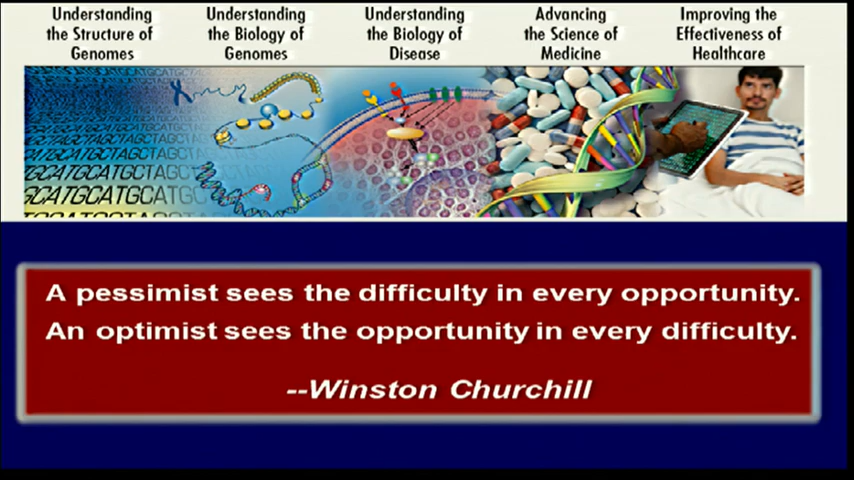 Understanding the Structure of Genomes
Understanding the Biology of Genomes
Understanding the Biology of Disease
Advancing the Science of Medicine
Improving the Effectiveness of Healthcare
GCATGCATGCATGC
A pessimist sees the difficulty in every opportunity.
An optimist sees the opportunity in every difficulty.
--Winston Churchill